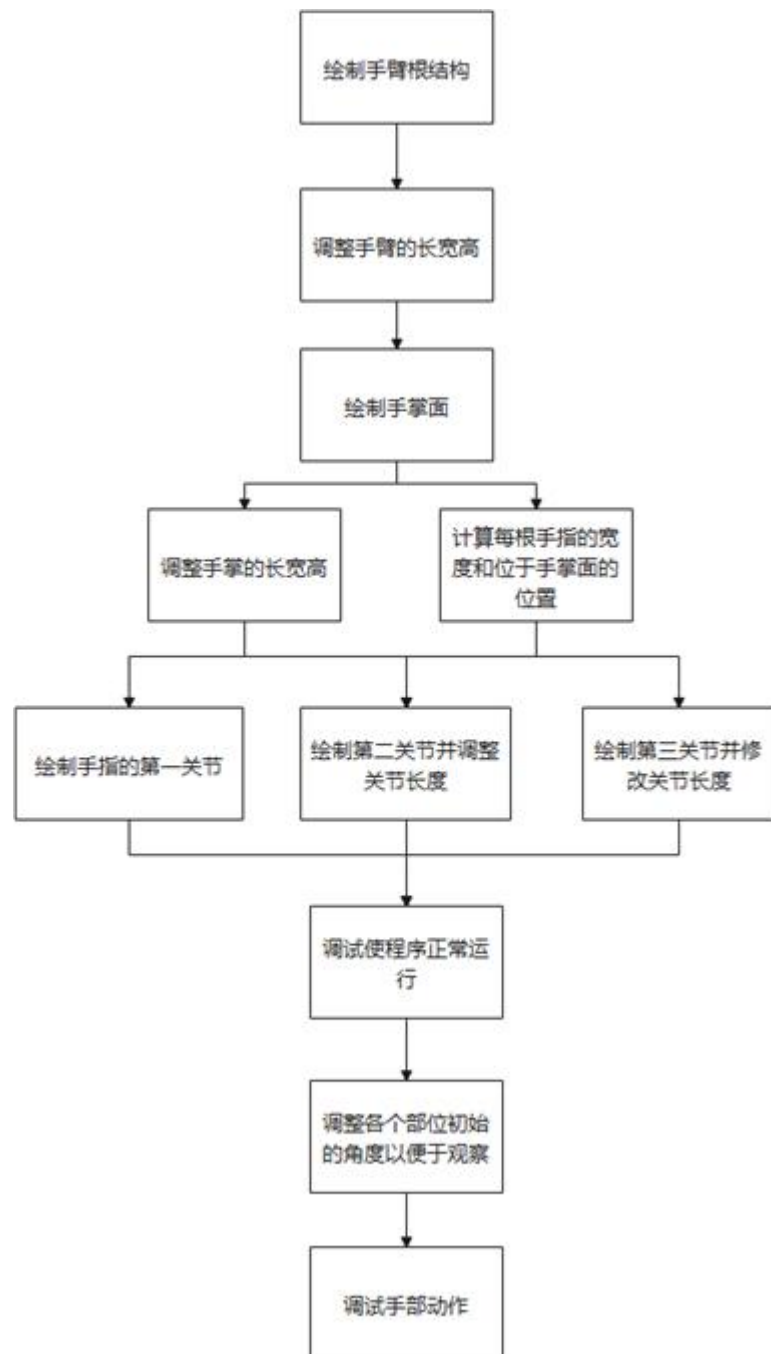 绘制手臂根结构
调整手臂的长宽高
绘制手掌面
调整手掌的长宽高
计算每根手指的宽
度和位于手掌面的
位置
绘制手指的第一关节
绘制第二关节并调整
关节长度
绘制第三关节并修
改关节长度
调试使程序正常运
行
调整各个部位初始
的角度以便于观察
调试手部动作